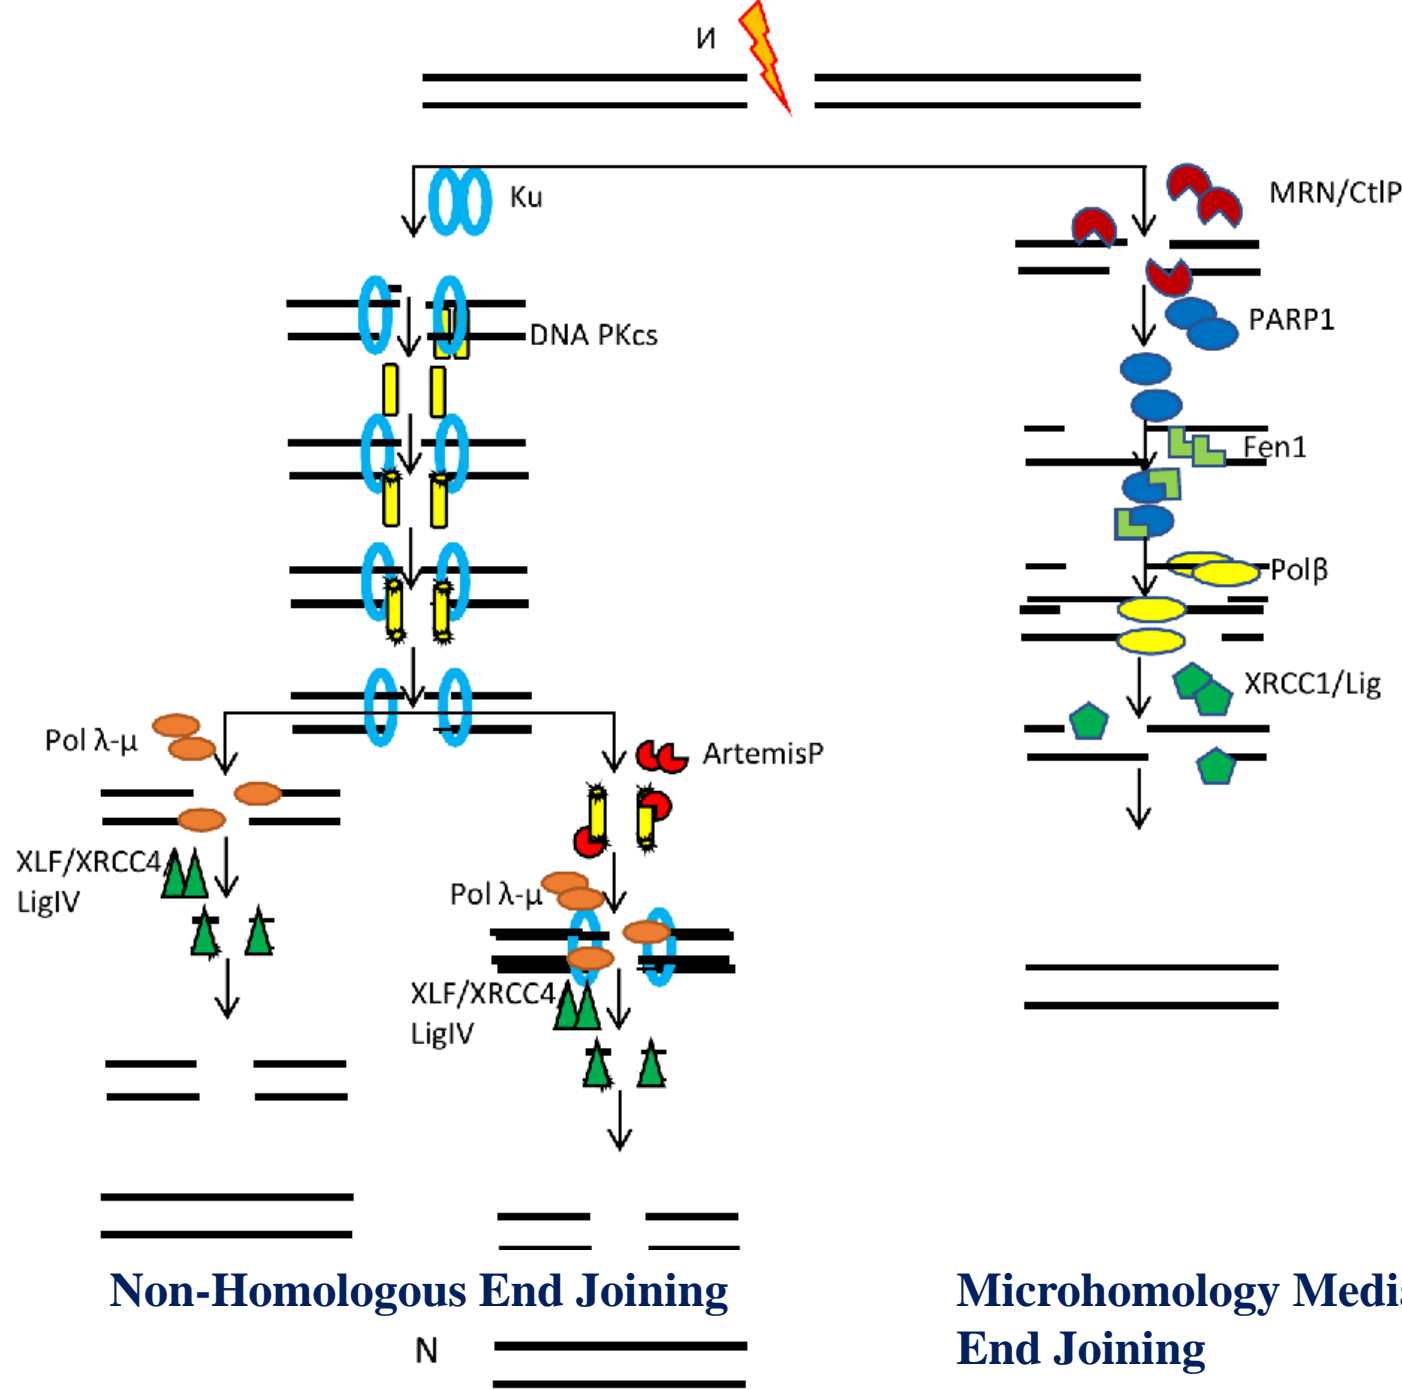 И
Ku
MRN/CtIP
DNA PKcs
PARP1
Fen1
Polβ
XRCC1/Lig
Pol λ-μ
ArtemisP
XLF/XRCC4
LigIV
Pol λ-μ
XLF/XRCC4
LigIV
Non-Homologous End Joining
Microhomology Media
End Joining
N